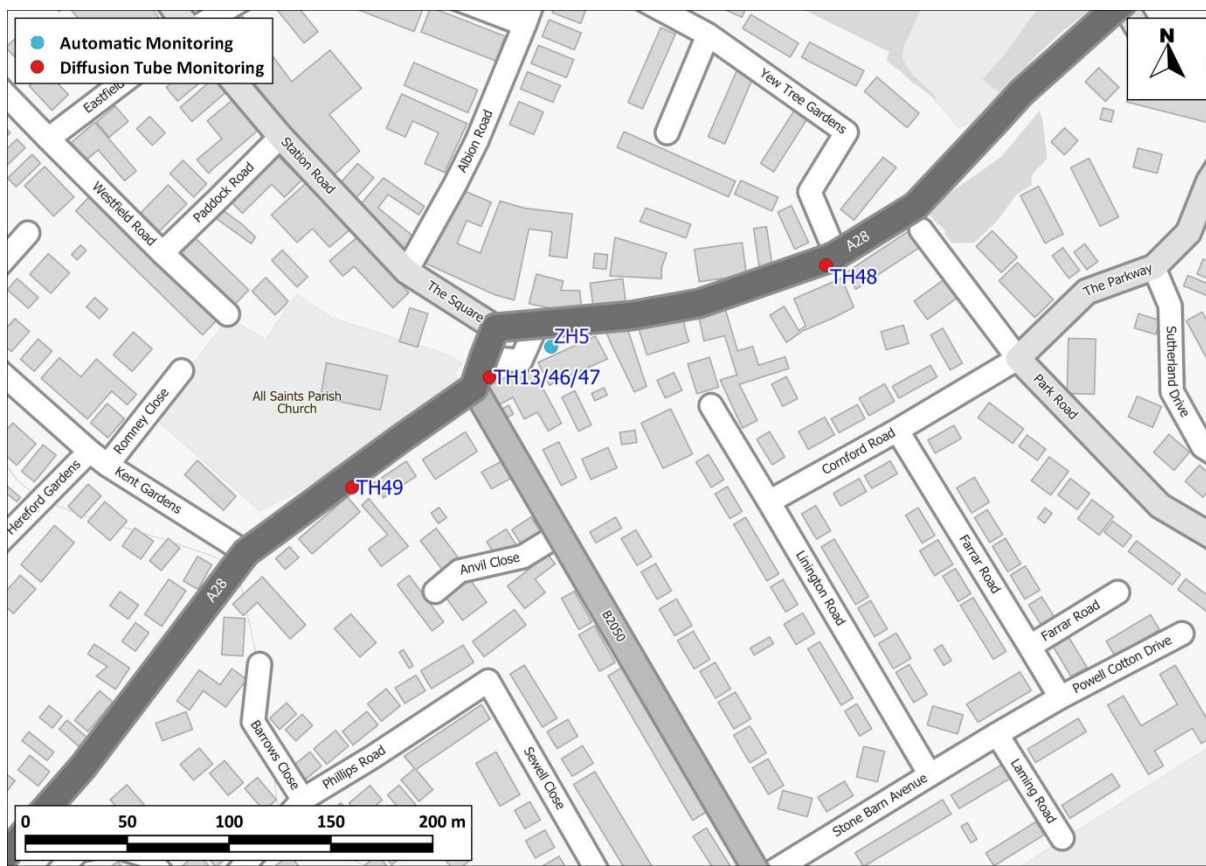 Automatic Monitoring
Diffusion Tube Monitoring
N
Eastfield
Station Road
Albion Road
Yew Tree Gardens
Westfield Road
Paddock Road
A28
TH48
The Parkway
The Square
ZH5
TH13/46/47
Sutherland Drive
All Saints Parish
Church
Romney Close
Park Road
Hereford Gardens
Kent Gardens
TH49
Cornford Road
Anvil Close
Linington Road
Farrar Road
A28
B2050
Farrar Road
Powell Cotton Drive
Barrows Close
Phillips Road
Sewell Close
Stone Barn Avenue
Laming Road
0 50 100 150 200 m